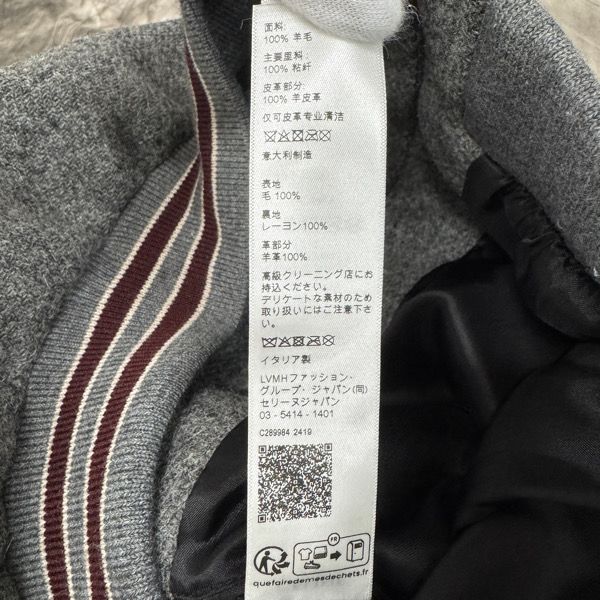 面料:
100% 羊毛
主要里料:
100% 粘纤
皮革部分:
100% 羊皮革
仅可皮革专业清洁
意大利制造
表地
毛 100%
裏地
レーヨン100%
革部分
羊革100%
高級クリーニング店にお
持込ください。
デリケートな素材のため
取り扱いにはご注意下さ
い。
イタリア製
LVMHファッション・
グループ・ジャパン(同)
セリーヌジャパン
03 - 5414 - 1401
C289984 2419
FR
quefairedemesdechets.fr